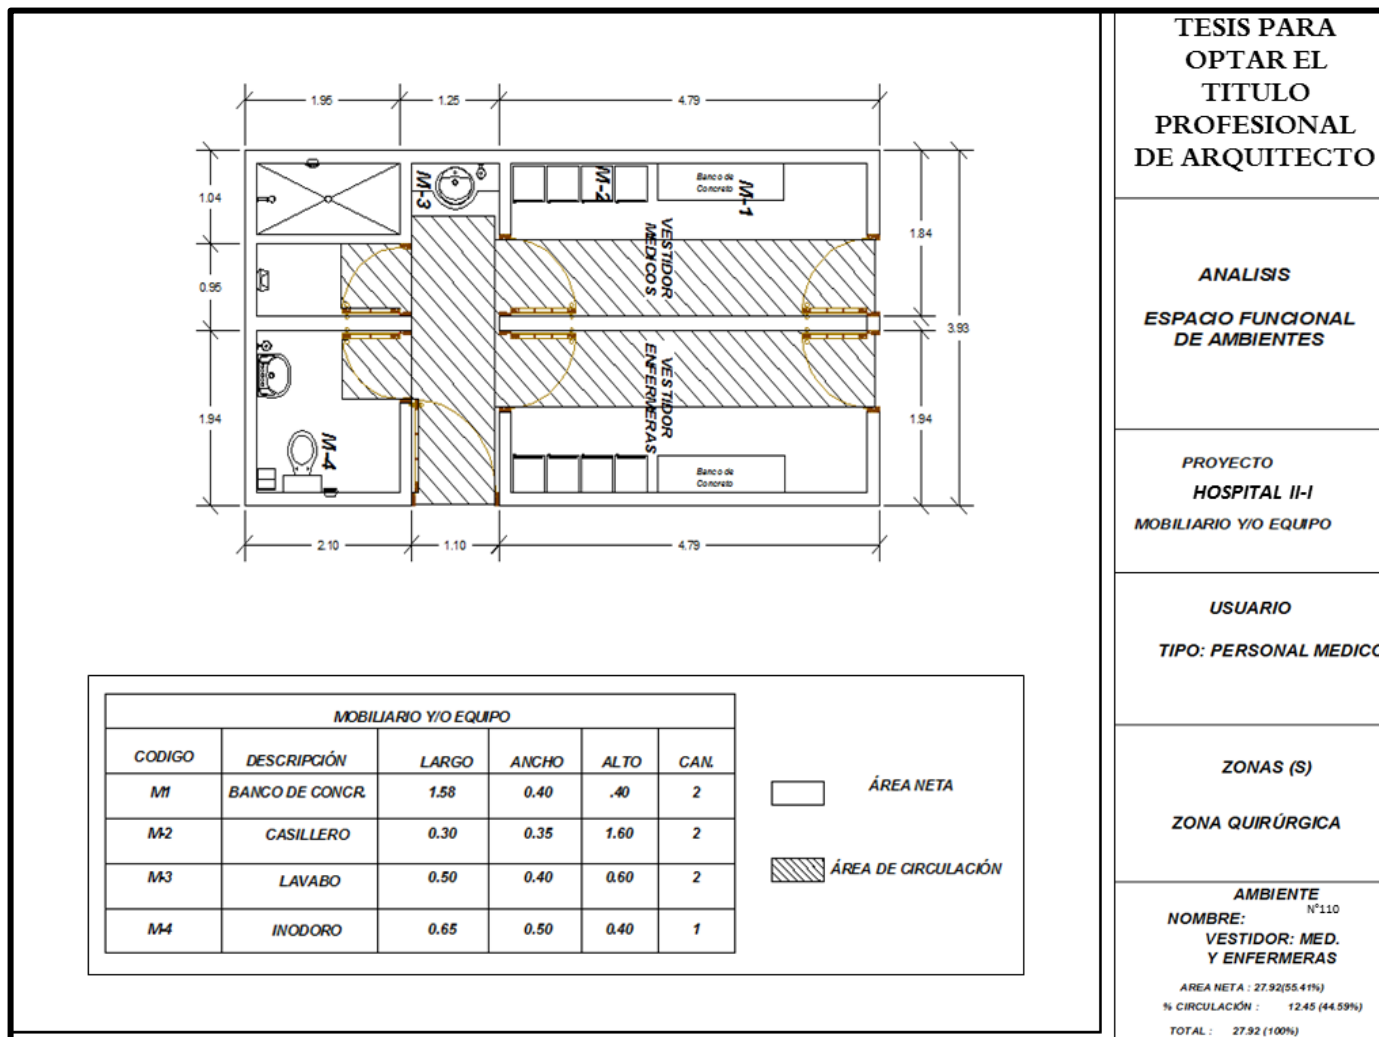 1.95
1.25
4.79
1.04
0.95
1.94
M-3
M-2
Banco de
Concreto
M-1
VESTIDOR
MEDICOS
VESTIDOR
ENFERMERAS
M-4
Banco de
Concreto
1.84
3.93
1.94
2.10
1.10
4.79
MOBILIARIO Y/O EQUIPO
CODIGO DESCRIPCIÓN LARGO ANCHO ALTO CAN.
M1 BANCO DE CONCR. 1.58 0.40 .40 2
M-2 CASILLERO 0.30 0.35 1.60 2
M-3 LAVABO 0.50 0.40 0.60 2
M-4 INODORO 0.65 0.50 0.40 1
ÁREA NETA
ÁREA DE CIRCULACIÓN
TESIS PARA
OPTAR EL
TITULO
PROFESIONAL
DE ARQUITECTO
ANALISIS
ESPACIO FUNCIONAL
DE AMBIENTES
PROYECTO
HOSPITAL II-I
MOBILIARIO Y/O EQUIPO
USUARIO
TIPO: PERSONAL MEDICO
ZONAS (S)
ZONA QUIRÚRGICA
AMBIENTE
N°110
NOMBRE:
VESTIDOR: MED.
Y ENFERMERAS
AREA NETA : 27.92(55.41%)
% CIRCULACIÓN : 12.45 (44.59%)
TOTAL : 27.92 (100%)